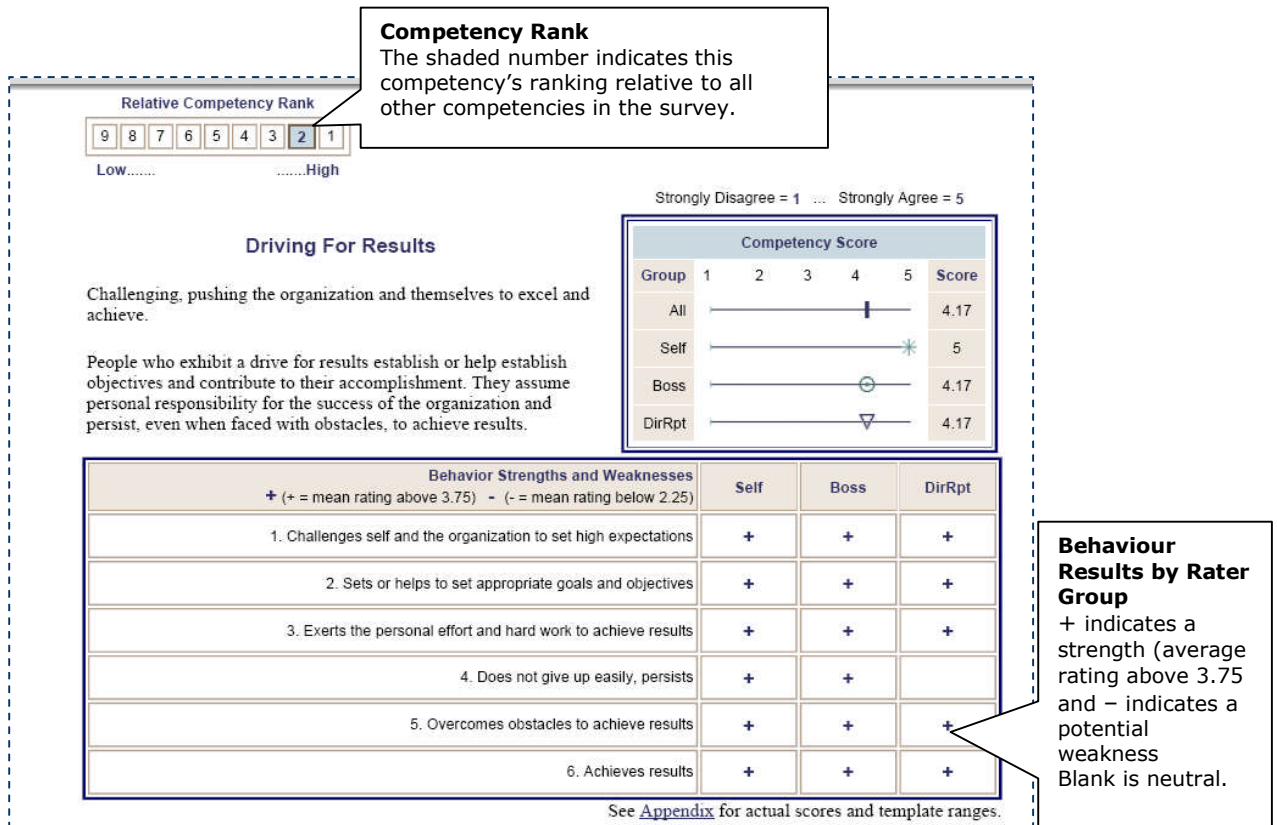 Competency Rank
The shaded number indicates this
competency's ranking relative to all
other competencies in the survey.
Relative Competency Rank
9 8 7 6 5 4 3 2 1
Low....... .......High
Strongly Disagree = 1 ... Strongly Agree = 5
Driving For Results
Challenging, pushing the organization and themselves to excel and
achieve.
People who exhibit a drive for results establish or help establish
objectives and contribute to their accomplishment. They assume
personal responsibility for the success of the organization and
persist, even when faced with obstacles, to achieve results.
Competency Score
Group 1 2 3 4 5 Score
All 4.17
Self 5
Boss 4.17
DirRpt 4.17
Behavior Strengths and Weaknesses
+ (+ = mean rating above 3.75) - (- = mean rating below 2.25)
Self Boss DirRpt
1. Challenges self and the organization to set high expectations + + +
2. Sets or helps to set appropriate goals and objectives + + +
3. Exerts the personal effort and hard work to achieve results + + +
4. Does not give up easily, persists + +
5. Overcomes obstacles to achieve results + + +
6. Achieves results + + +
See Appendix for actual scores and template ranges.
Behaviour
Results by Rater
Group
+ indicates a
strength (average
rating above 3.75
and – indicates a
potential
weakness
Blank is neutral.